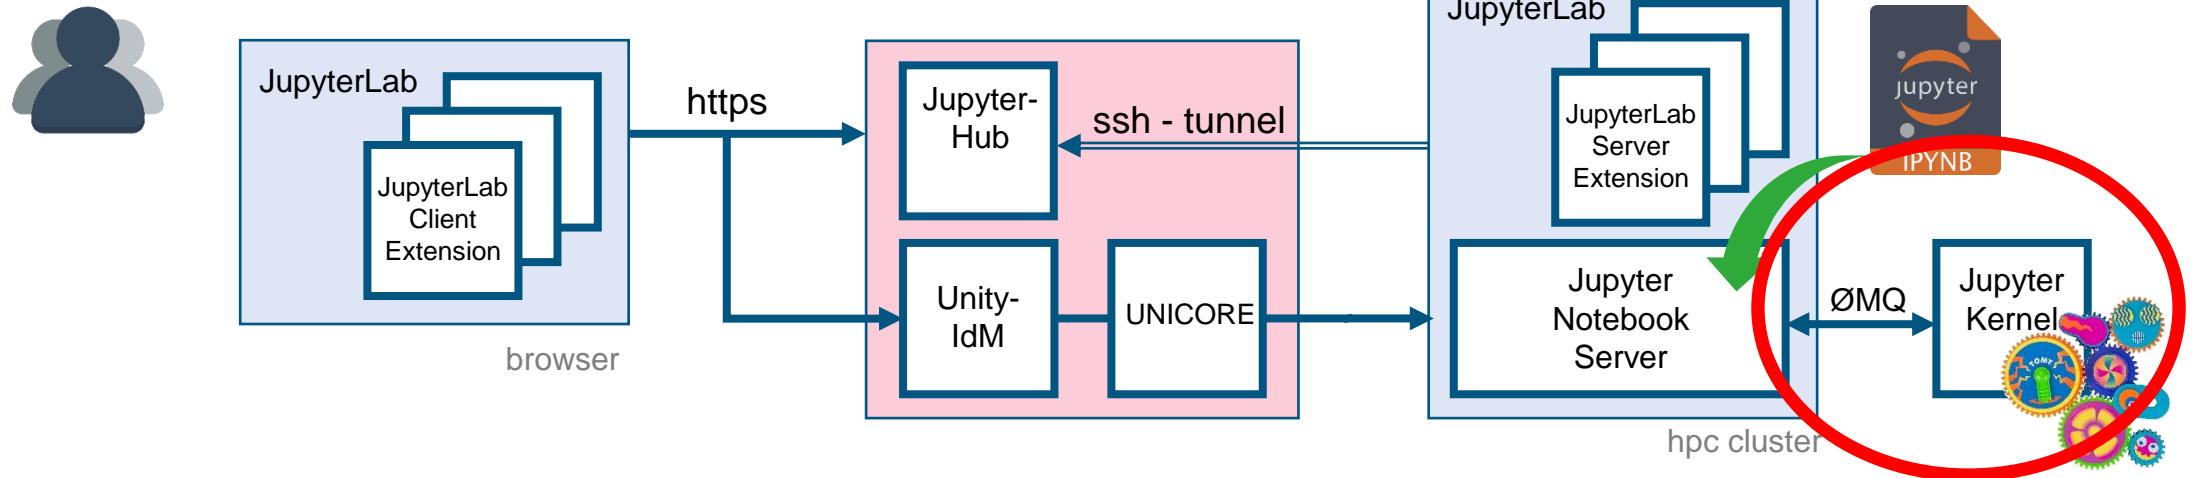 JupyterLab
JupyterLab
Client
Extension
browser
https
Jupyter-
Hub
ssh - tunnel
Unity-
IdM
UNICORE
JupyterLab
JupyterLab
Server
Extension
Jupyter
Notebook
Server
hpc cluster
jupyter
IPYNB
ØMQ
Jupyter
Kernel
TOMY